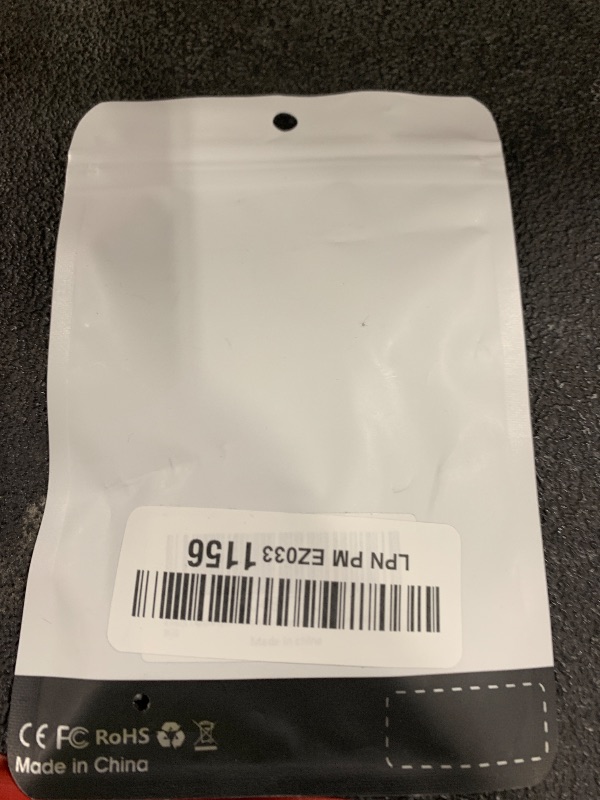 LPN PM EZ033 1156
CE FC RoHS
Made in China